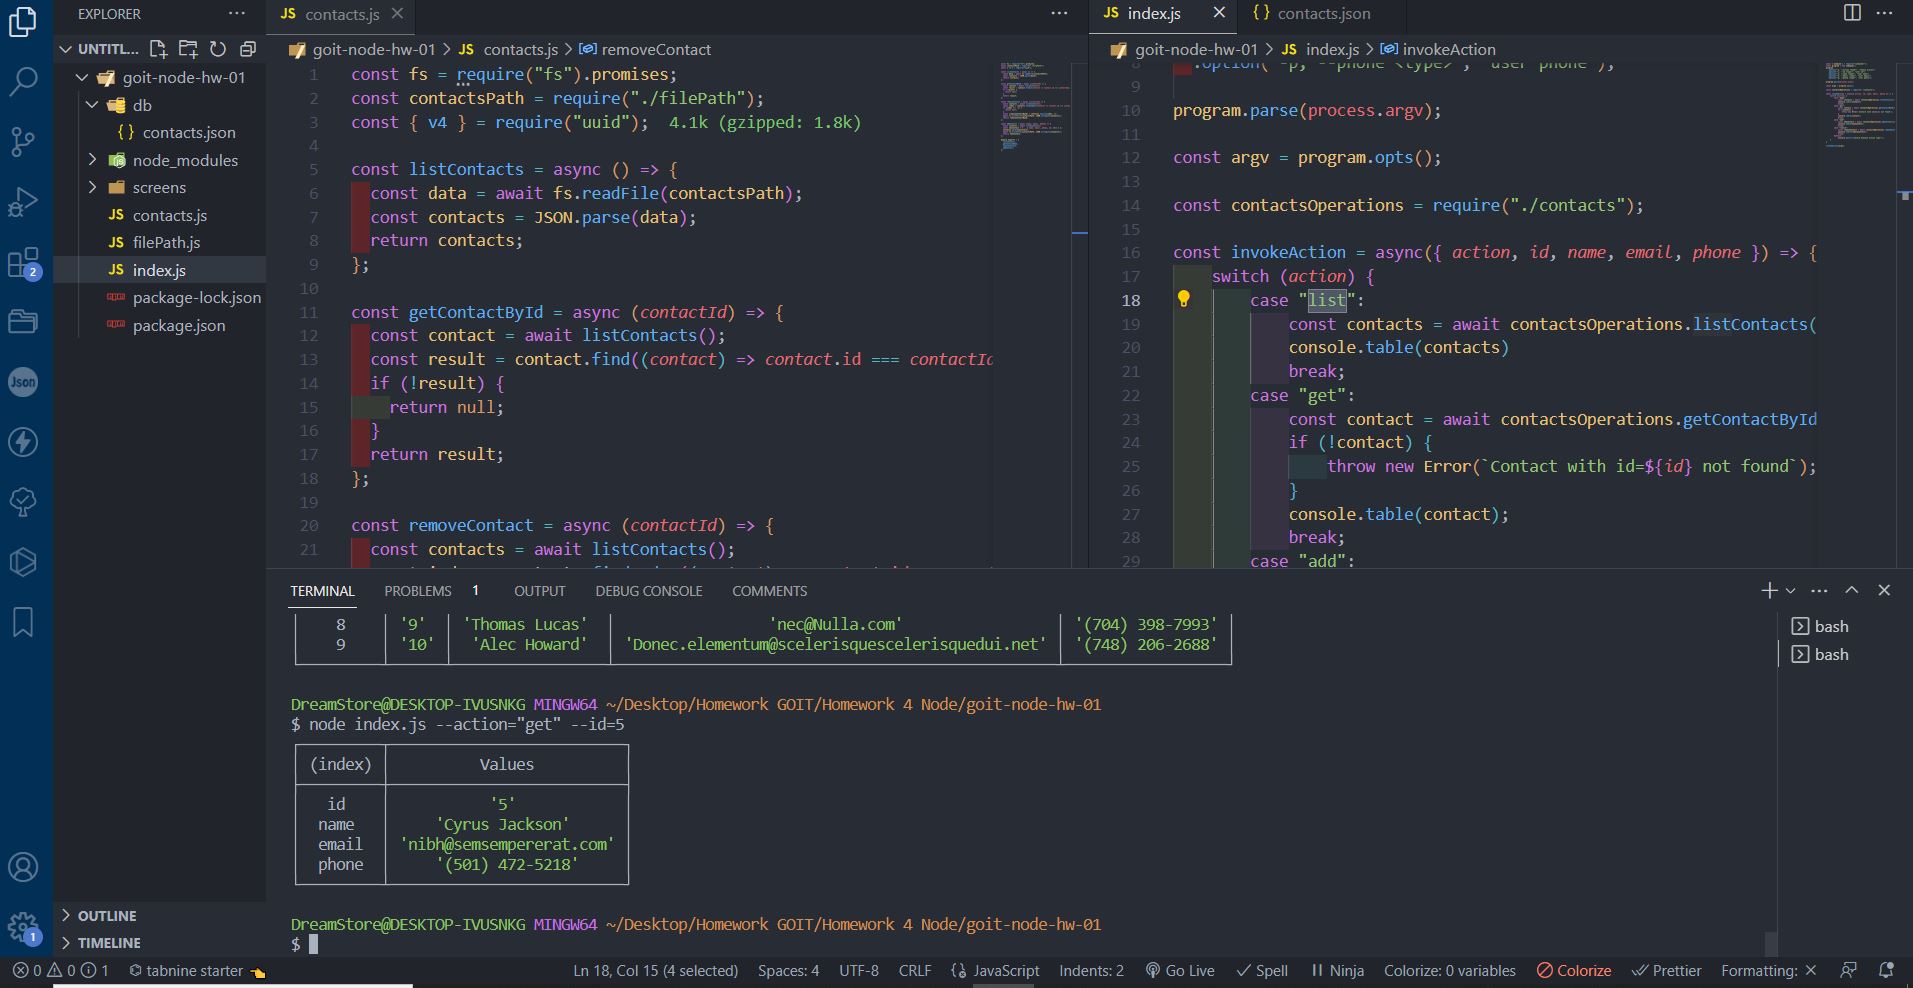 EXPLORER
UNTITL...
goit-node-hw-01
db
contacts.json
node_modules
screens
contacts.js
filePath.js
index.js
package-lock.json
package.json
OUTLINE
TIMELINE
2
Json
1
JS contacts.js
goit-node-hw-01 > JS contacts.js > removeContact
1 const fs = require("fs").promises;
2 const contactsPath = require("./filePath");
3 const { v4 } = require("uuid");  4.1k (gzipped: 1.8k)
4
5 const listContacts = async () => {
6 const data = await fs.readFile(contactsPath);
7 const contacts = JSON.parse(data);
8 return contacts;
9 };
10
11 const getContactById = async (contactId) => {
12 const contact = await listContacts();
13 const result = contact.find((contact) => contact.id === contactId
14 if (!result) {
15 return null;
16 }
17 return result;
18 };
19
20 const removeContact = async (contactId) => {
21 const contacts = await listContacts();
JS index.js
{} contacts.json
goit-node-hw-01 > JS index.js > invokeAction
8 .option("-p, --phone <type>", "user phone");
9
10 program.parse(process.argv);
11
12 const argv = program.opts();
13
14 const contactsOperations = require("./contacts");
15
16 const invokeAction = async({ action, id, name, email, phone }) => {
17 switch (action) {
18 case "list":
19 const contacts = await contactsOperations.listContacts(
20 console.table(contacts)
21 break;
22 case "get":
23 const contact = await contactsOperations.getContactById
24 if (!contact) {
25 throw new Error(`Contact with id=${id} not found`);
26 }
27 console.table(contact);
28 break;
29 case "add":
TERMINAL PROBLEMS 1 OUTPUT DEBUG CONSOLE COMMENTS
8 '9' 'Thomas Lucas' 'nec@Nulla.com' '(704) 398-7993'
9 '10' 'Alec Howard' 'Donec.elementum@scelerisquescelerisquedui.net' '(748) 206-2688'
DreamStore@DESKTOP-IVUSNKG MINGW64 ~/Desktop/Homework GOIT/Homework 4 Node/goit-node-hw-01
$ node index.js --action="get" --id=5
(index) Values
id '5'
name 'Cyrus Jackson'
email 'nibh@semsempererat.com'
phone '(501) 472-5218'
DreamStore@DESKTOP-IVUSNKG MINGW64 ~/Desktop/Homework GOIT/Homework 4 Node/goit-node-hw-01
$
bash
bash
0 0 1 tabnine starter Ln 18, Col 15 (4 selected) Spaces: 4 UTF-8 CRLF {} JavaScript Indents: 2 Go Live Spell Ninja Colorize: 0 variables Colorize Prettier Formatting: ×